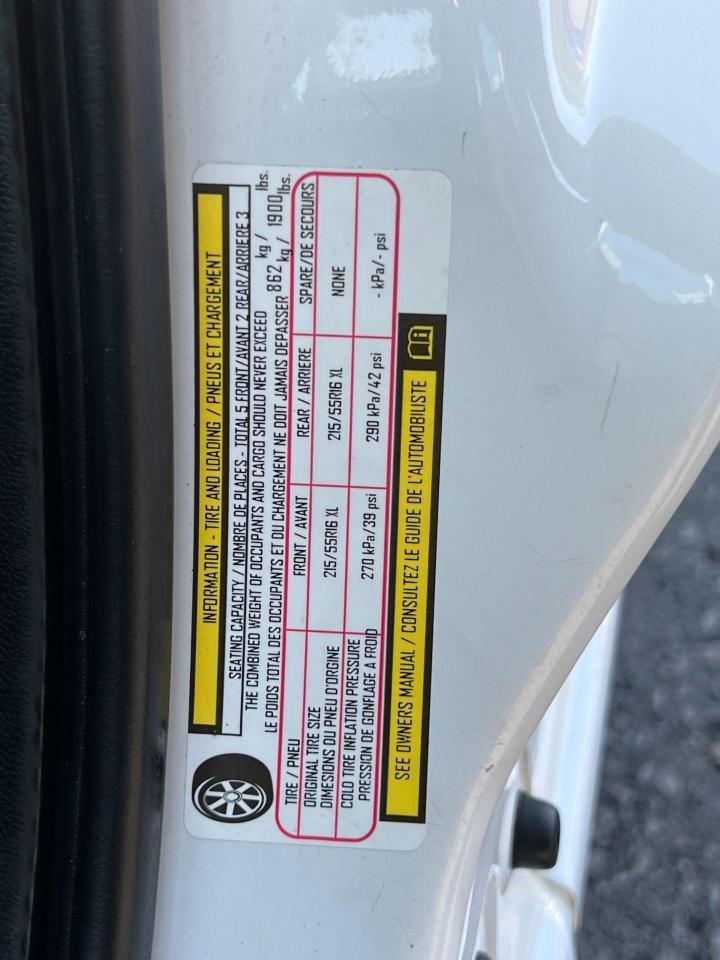 INFORMATION - TIRE AND LOADING / PNEUS ET CHARGEMENT
SEATING CAPACITY / NOMBRE DE PLACES - TOTAL 5 FRONT/AVANT 2 REAR/ARRIERE 3
THE COMBINED WEIGHT OF OCCUPANTS AND CARGO SHOULD NEVER EXCEED kg / lbs.
LE POIDS TOTAL DES OCCUPANTS ET DU CHARGEMENT NE DOIT JAMAIS DEPASSER 862 kg / 1900 lbs.
TIRE / PNEU FRONT / AVANT REAR / ARRIERE SPARE/DE SECOURS
ORIGINAL TIRE SIZE
DIMESIONS DU PNEU D'ORGINE 215/55R16 XL 215/55R16 XL NONE
COLD TIRE INFLATION PRESSURE
PRESSION DE GONFLAGE A FROID 270 kPa/39 psi 290 kPa/42 psi - kPa/- psi
SEE OWNERS MANUAL / CONSULTEZ LE GUIDE DE L'AUTOMOBILISTE